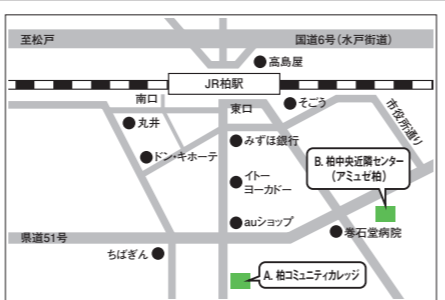 至松戸
国道6号(水戸街道)
高島屋
JR柏駅
南口
東口
そごう
市役所通り
丸井
みずほ銀行
ドン・キホーテ
B. 柏中央近隣センター
(アミュゼ柏)
イトー
ヨーカドー
auショップ
巻石堂病院
県道51号
ちばぎん
A. 柏コミュニティカレッジ